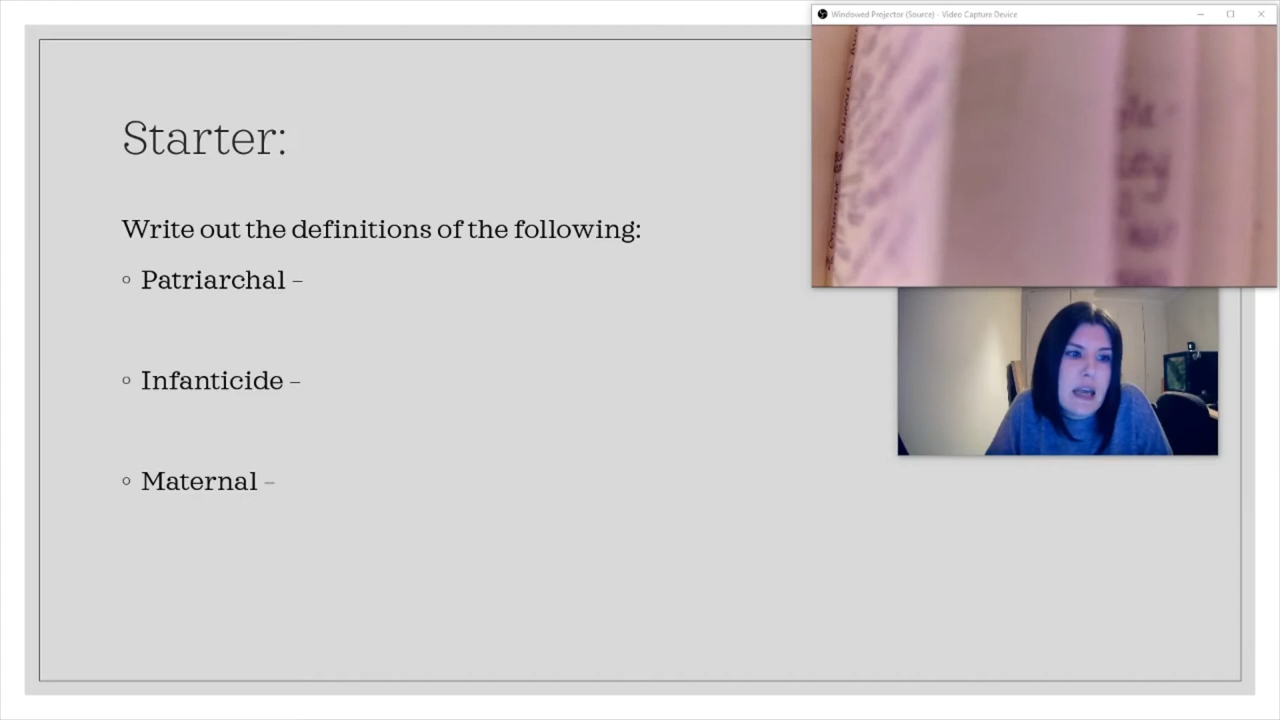 Windowed Projector (Source) - Video Capture Device
Starter:
Write out the definitions of the following:
◦ Patriarchal –
◦ Infanticide –
◦ Maternal –